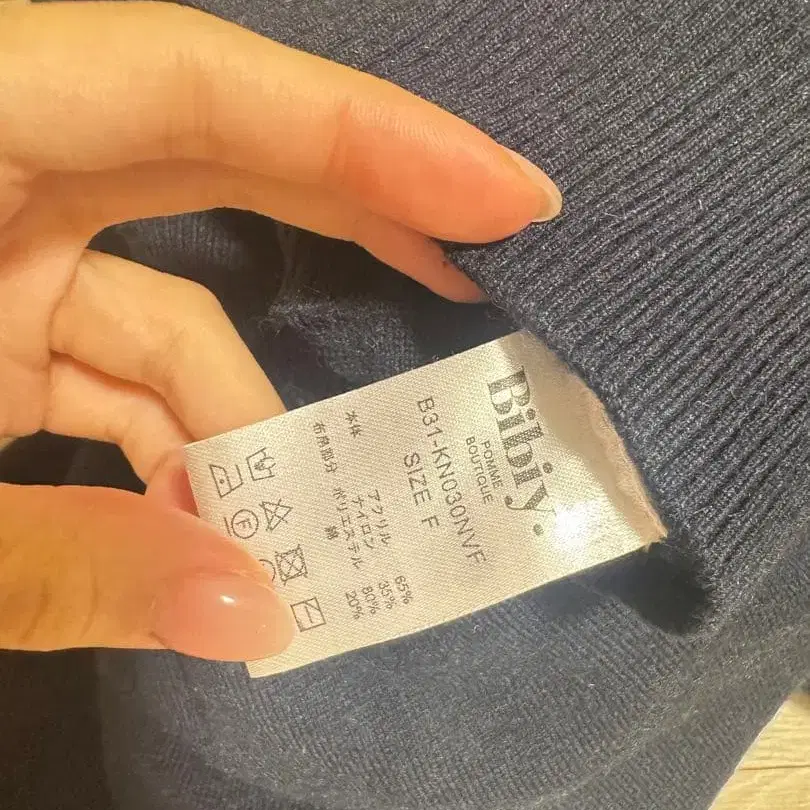 Bibiy.
POMME
BOUTIQUE
B31-KN030NVF
SIZE F
本体 アクリル 65%
ナイロン 35%
布帛部分 ポリエステル 80%
綿 20%
F